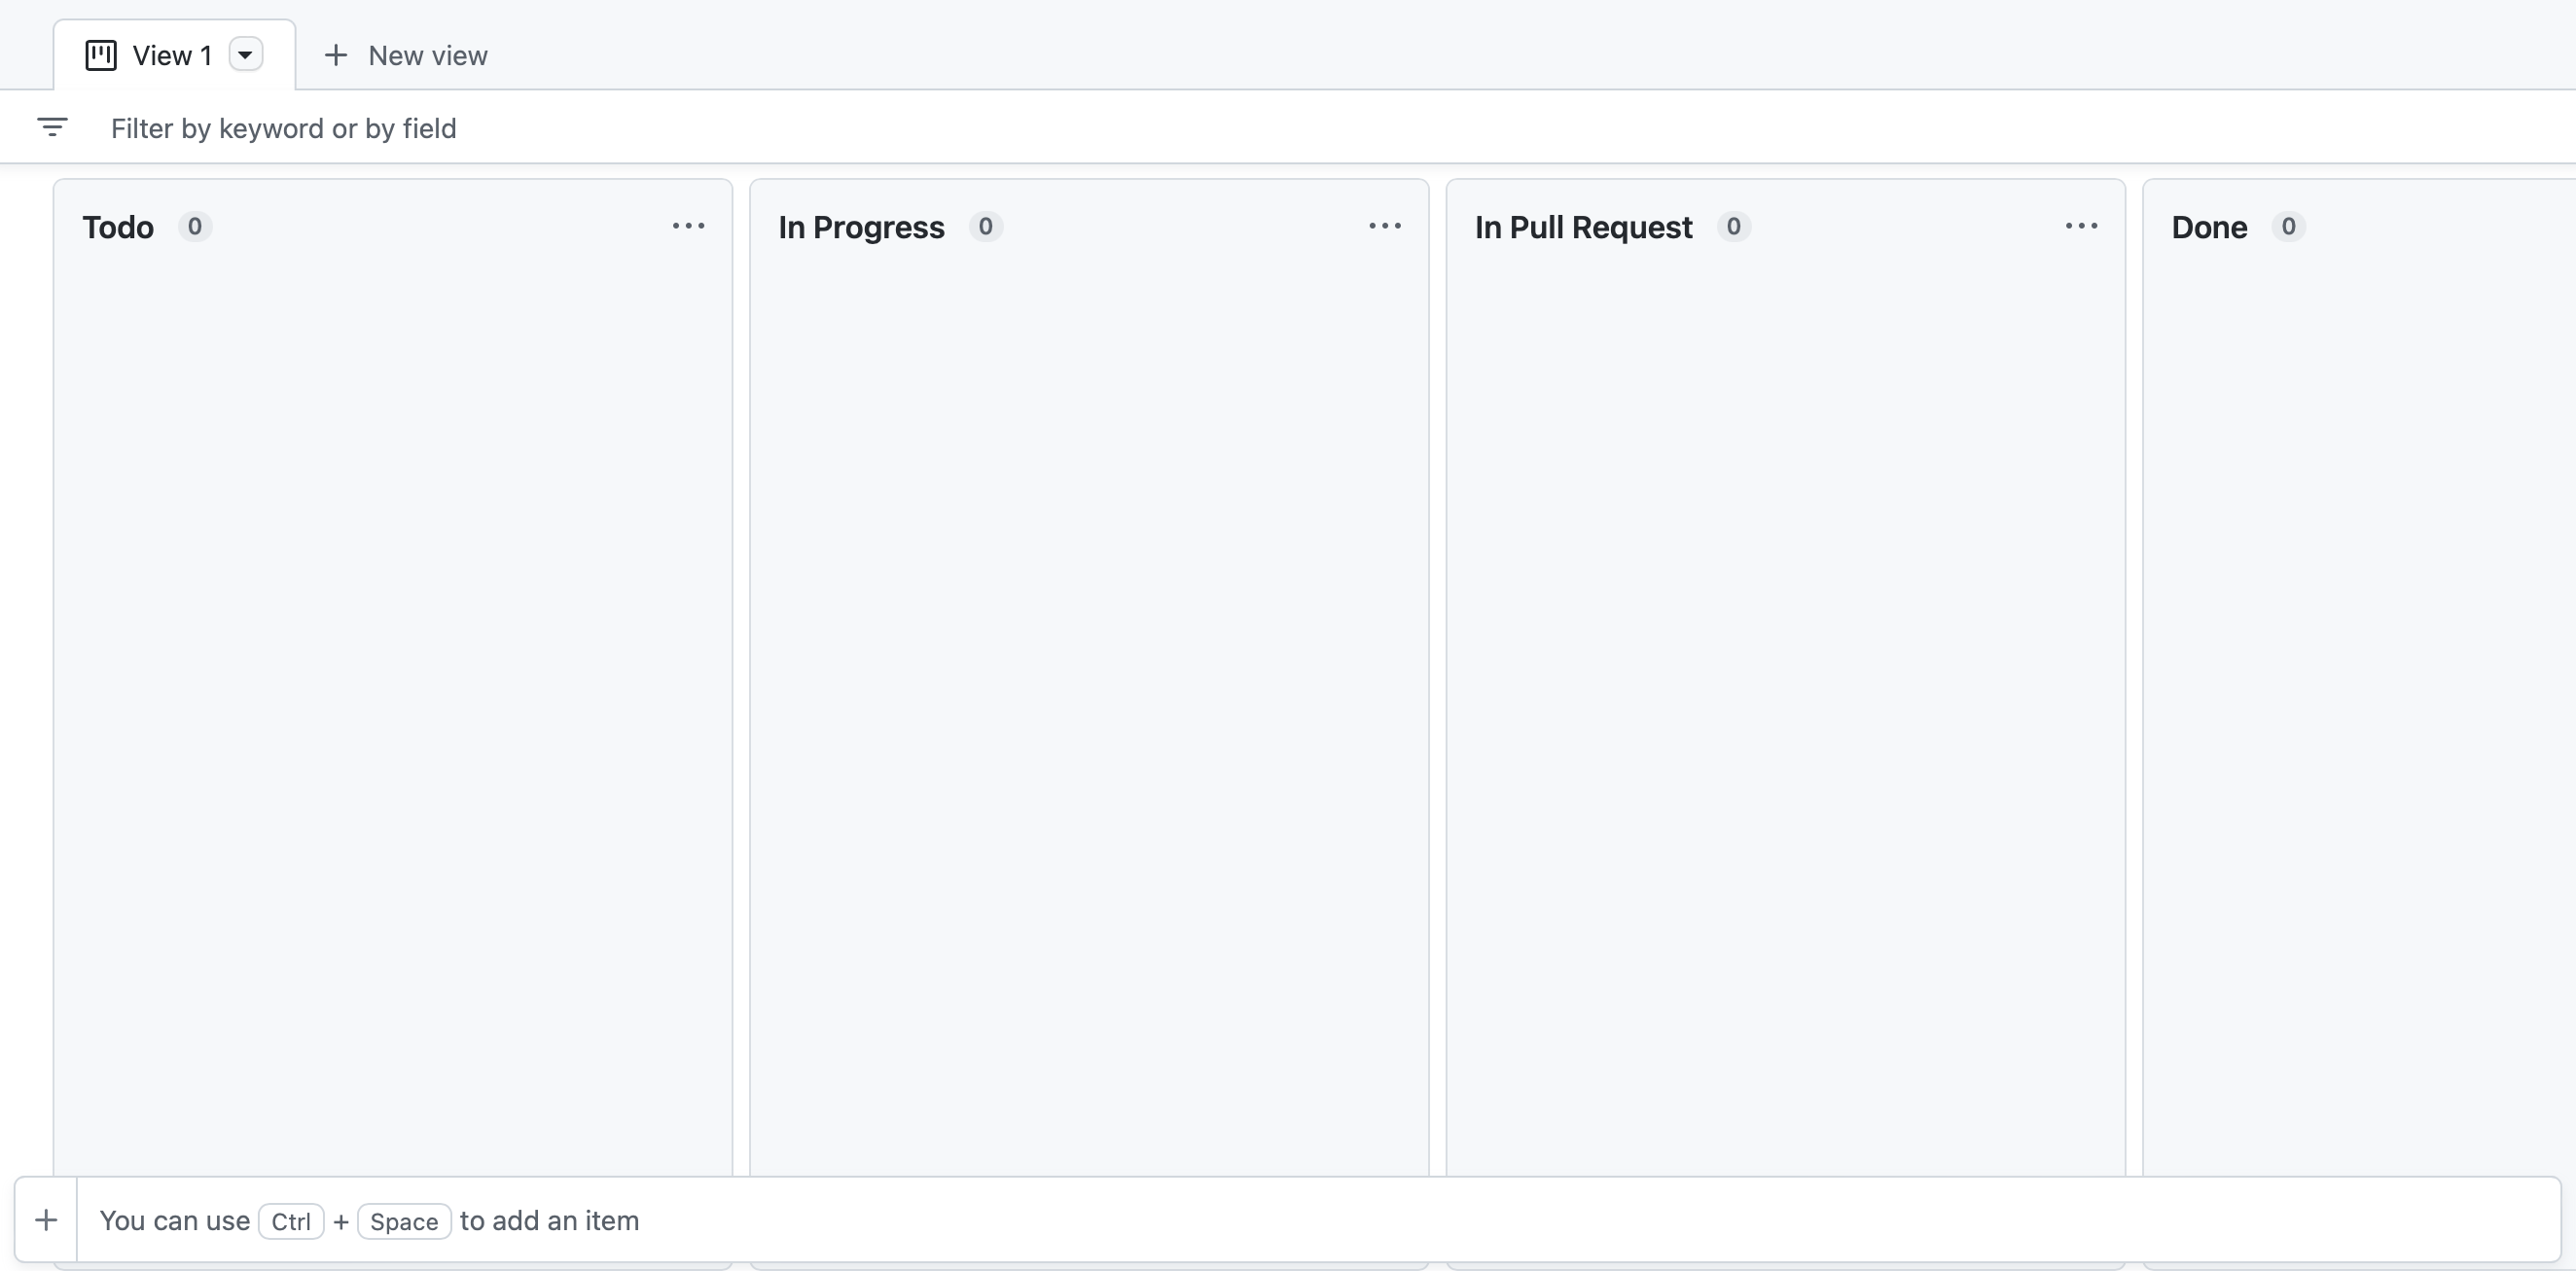 View 1 New view
Filter by keyword or by field
Todo 0 ... In Progress 0 ... In Pull Request 0 ... Done 0
+ You can use Ctrl + Space to add an item